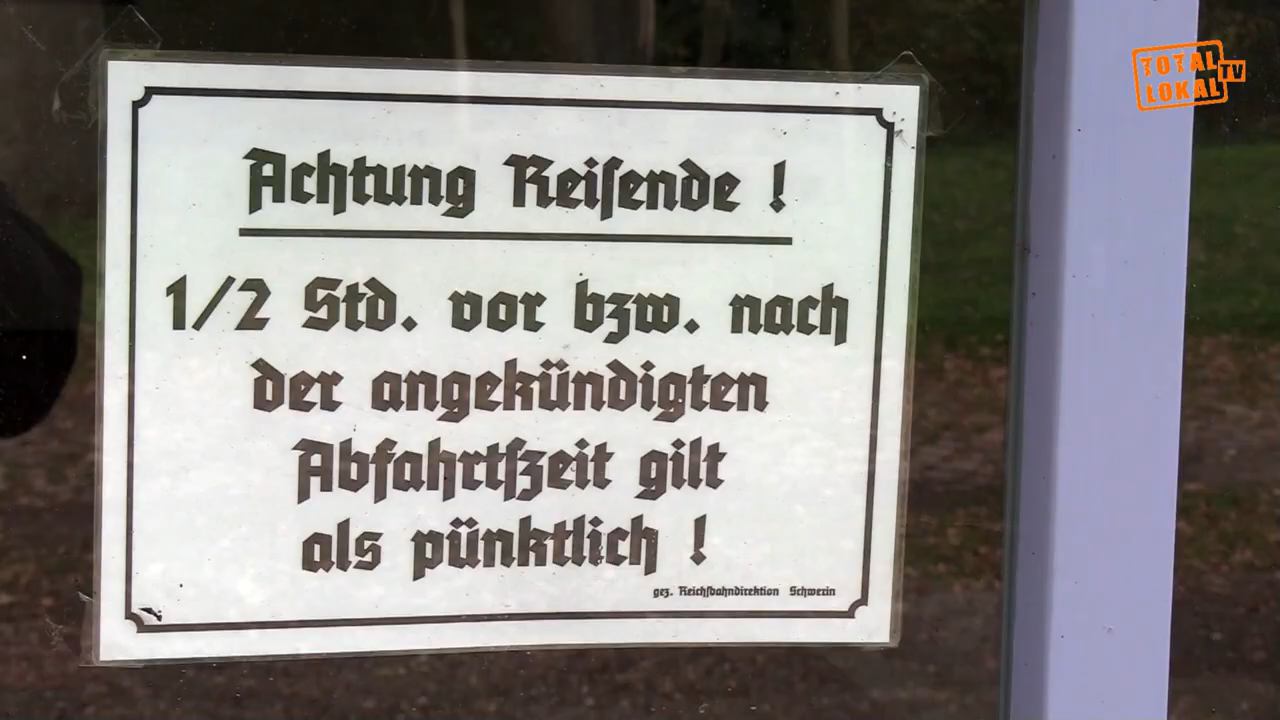 Achtung Reiſende !
1/2 Std. vor bzw. nach
der angekündigten
Abfahrtſzeit gilt
als pünktlich !
gez. Reichſbahndirektion Schwerin
TOTAL
LOKAL TV